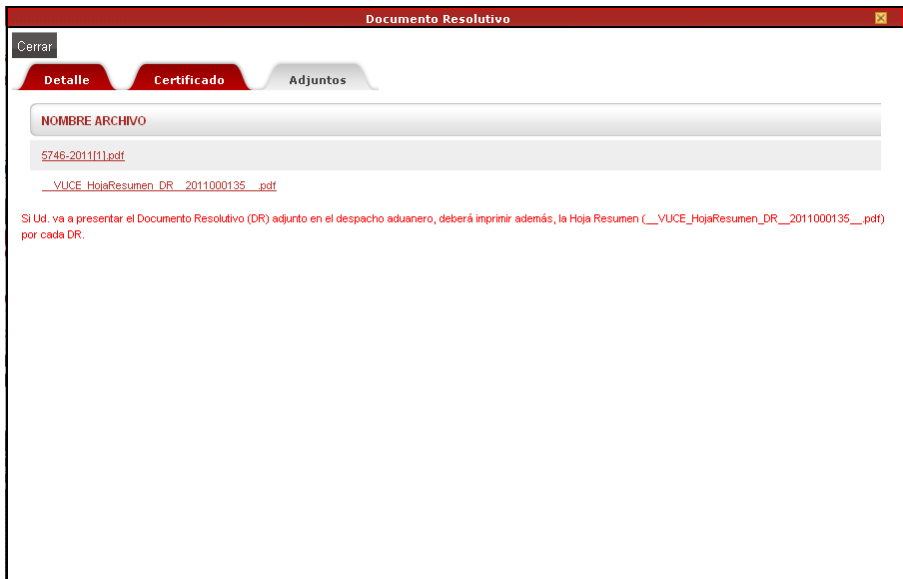 Documento Resolutivo
Cerrar
Detalle
Certificado
Adjuntos
NOMBRE ARCHIVO
5746-2011[1].pdf
__VUCE_HojaResumen_DR__2011000135__.pdf
Si Ud. va a presentar el Documento Resolutivo (DR) adjunto en el despacho aduanero, deberá imprimir además, la Hoja Resumen (__VUCE_HojaResumen_DR__2011000135__.pdf)
por cada DR.